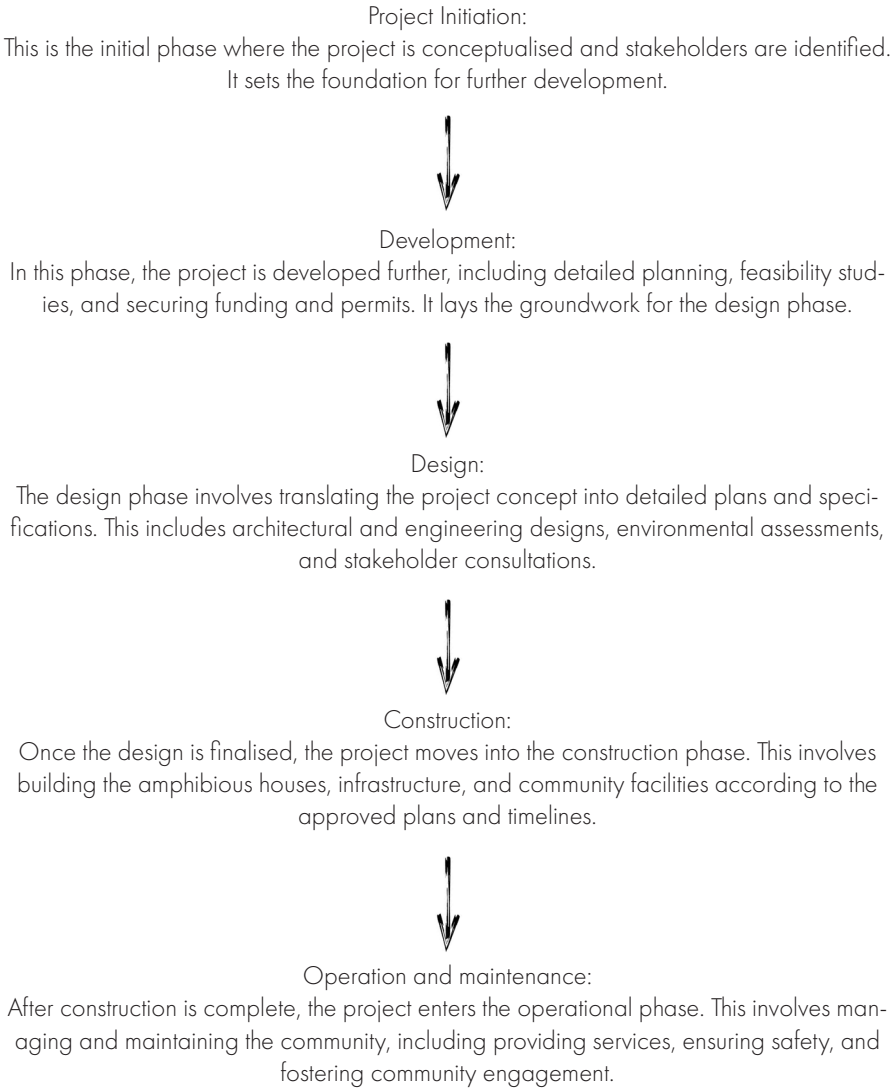 Project Initiation:
This is the initial phase where the project is conceptualised and stakeholders are identified.
It sets the foundation for further development.
Development:
In this phase, the project is developed further, including detailed planning, feasibility stud-
ies, and securing funding and permits. It lays the groundwork for the design phase.
Design:
The design phase involves translating the project concept into detailed plans and speci-
fications. This includes architectural and engineering designs, environmental assessments,
and stakeholder consultations.
Construction:
Once the design is finalised, the project moves into the construction phase. This involves
building the amphibious houses, infrastructure, and community facilities according to the
approved plans and timelines.
Operation and maintenance:
After construction is complete, the project enters the operational phase. This involves man-
aging and maintaining the community, including providing services, ensuring safety, and
fostering community engagement.